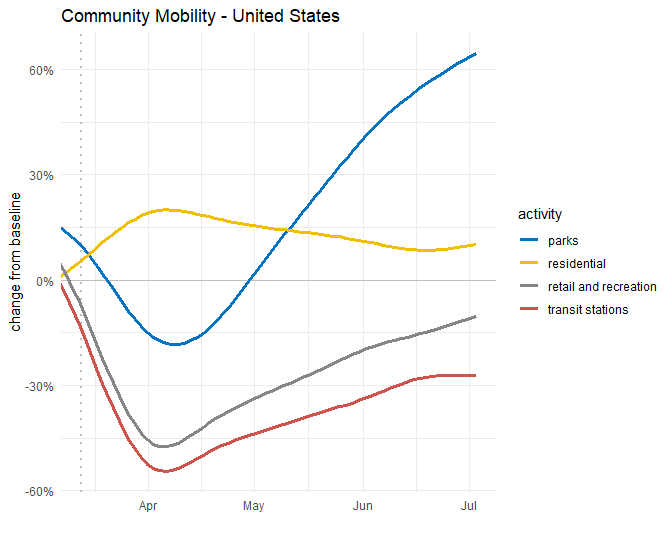 Community Mobility - United States
change from baseline
60%
30%
0%
-30%
-60%
Apr
May
Jun
Jul
activity
parks
residential
retail and recreation
transit stations